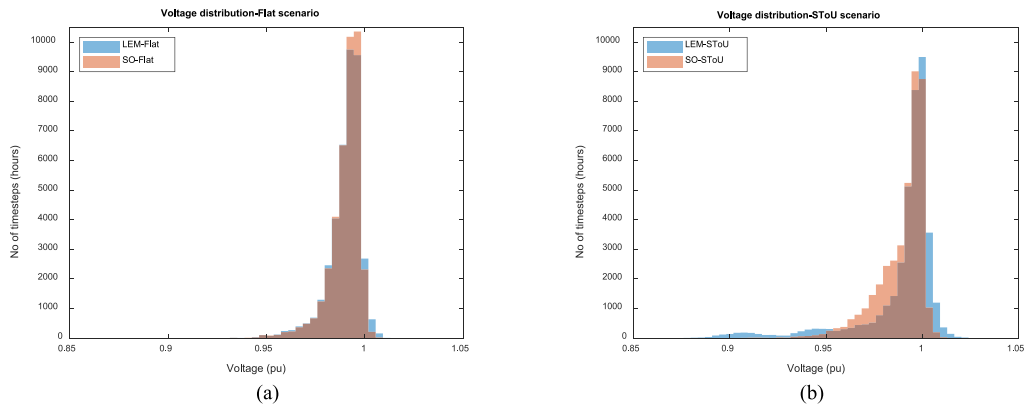 Voltage distribution-Flat scenario
LEM-Flat
SO-Flat
10000
9000
8000
7000
6000
5000
4000
3000
2000
1000
0
No of timesteps (hours)
0.85
0.9
0.95
1
1.05
Voltage (pu)
(a)
Voltage distribution-SToU scenario
LEM-SToU
SO-SToU
10000
9000
8000
7000
6000
5000
4000
3000
2000
1000
0
No of timesteps (hours)
0.85
0.9
0.95
1
1.05
Voltage (pu)
(b)